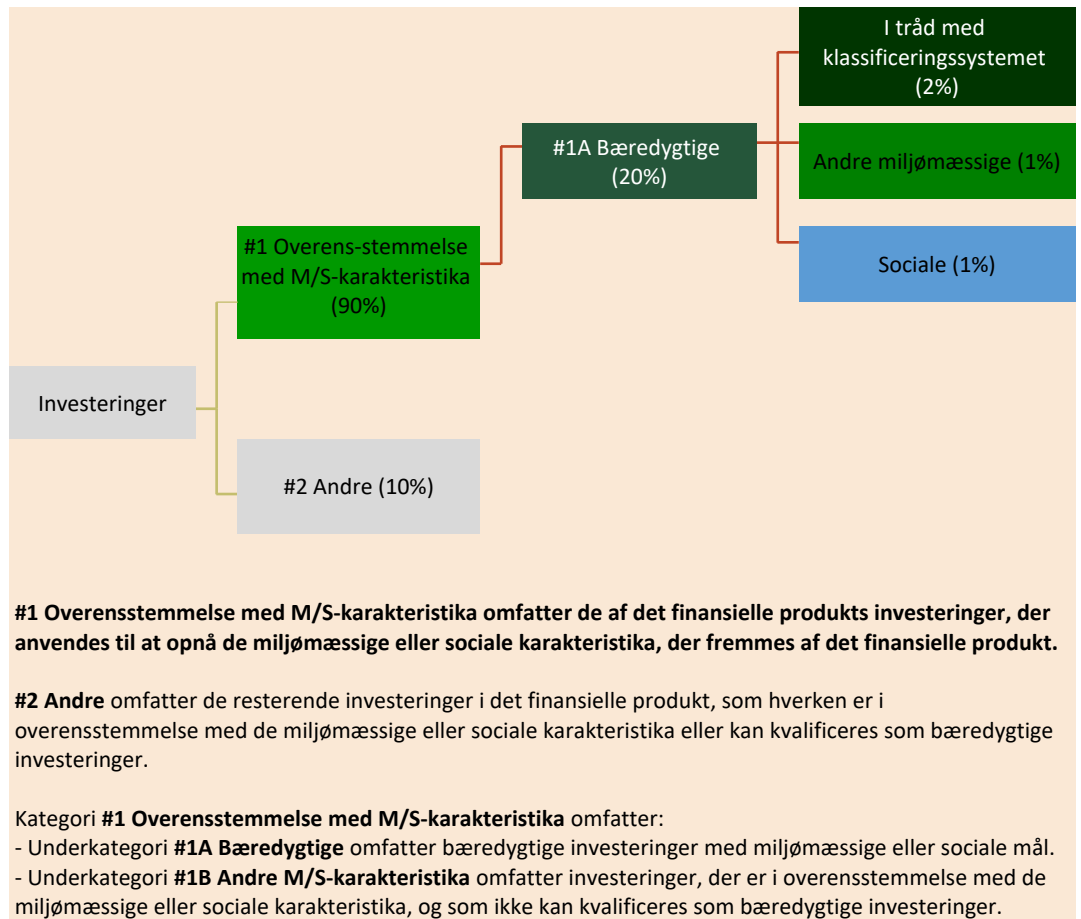 I tråd med
klassificeringssystemet
(2%)
#1A Bæredygtige
(20%)
Andre miljømæssige (1%)
#1 Overens-stemmelse
med M/S-karakteristika
(90%)
Sociale (1%)
Investeringer
#2 Andre (10%)
#1 Overensstemmelse med M/S-karakteristika omfatter de af det finansielle produkts investeringer, der
anvendes til at opnå de miljømæssige eller sociale karakteristika, der fremmes af det finansielle produkt.
#2 Andre omfatter de resterende investeringer i det finansielle produkt, som hverken er i
overensstemmelse med de miljømæssige eller sociale karakteristika eller kan kvalificeres som bæredygtige
investeringer.
Kategori #1 Overensstemmelse med M/S-karakteristika omfatter:
- Underkategori #1A Bæredygtige omfatter bæredygtige investeringer med miljømæssige eller sociale mål.
- Underkategori #1B Andre M/S-karakteristika omfatter investeringer, der er i overensstemmelse med de
miljømæssige eller sociale karakteristika, og som ikke kan kvalificeres som bæredygtige investeringer.